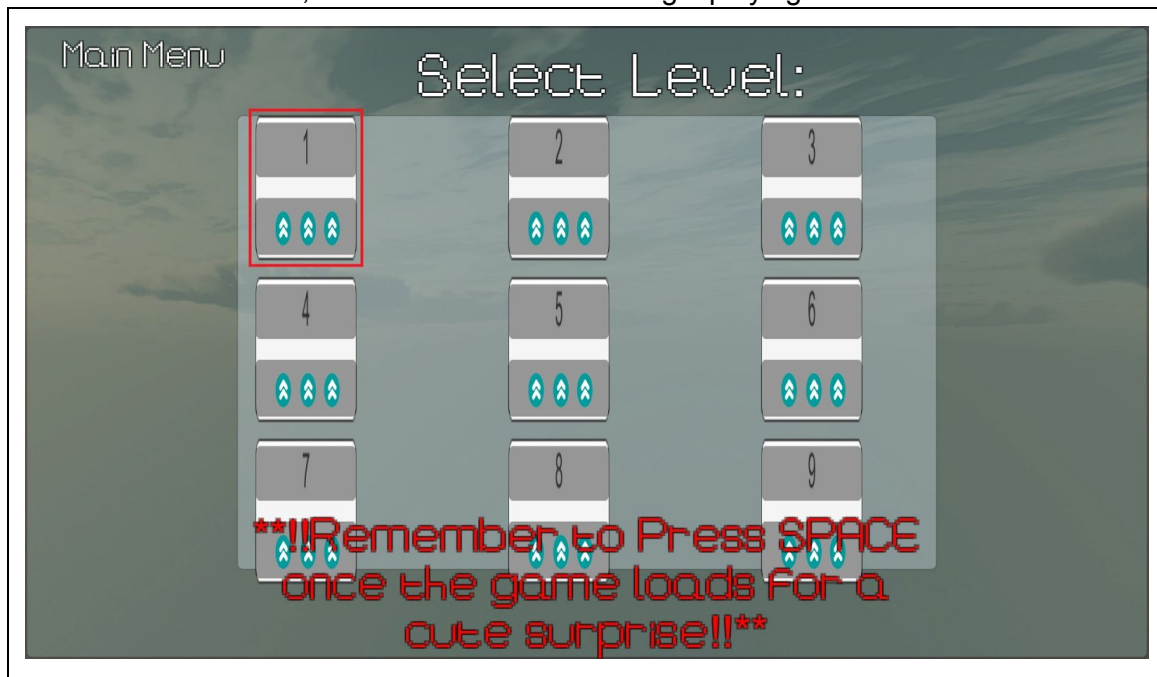 Main Menu
Select Level:
1
2
3
4
5
6
7
8
9
**!!Remember to Press SPACE
once the game loads for a
cute surprise!!**